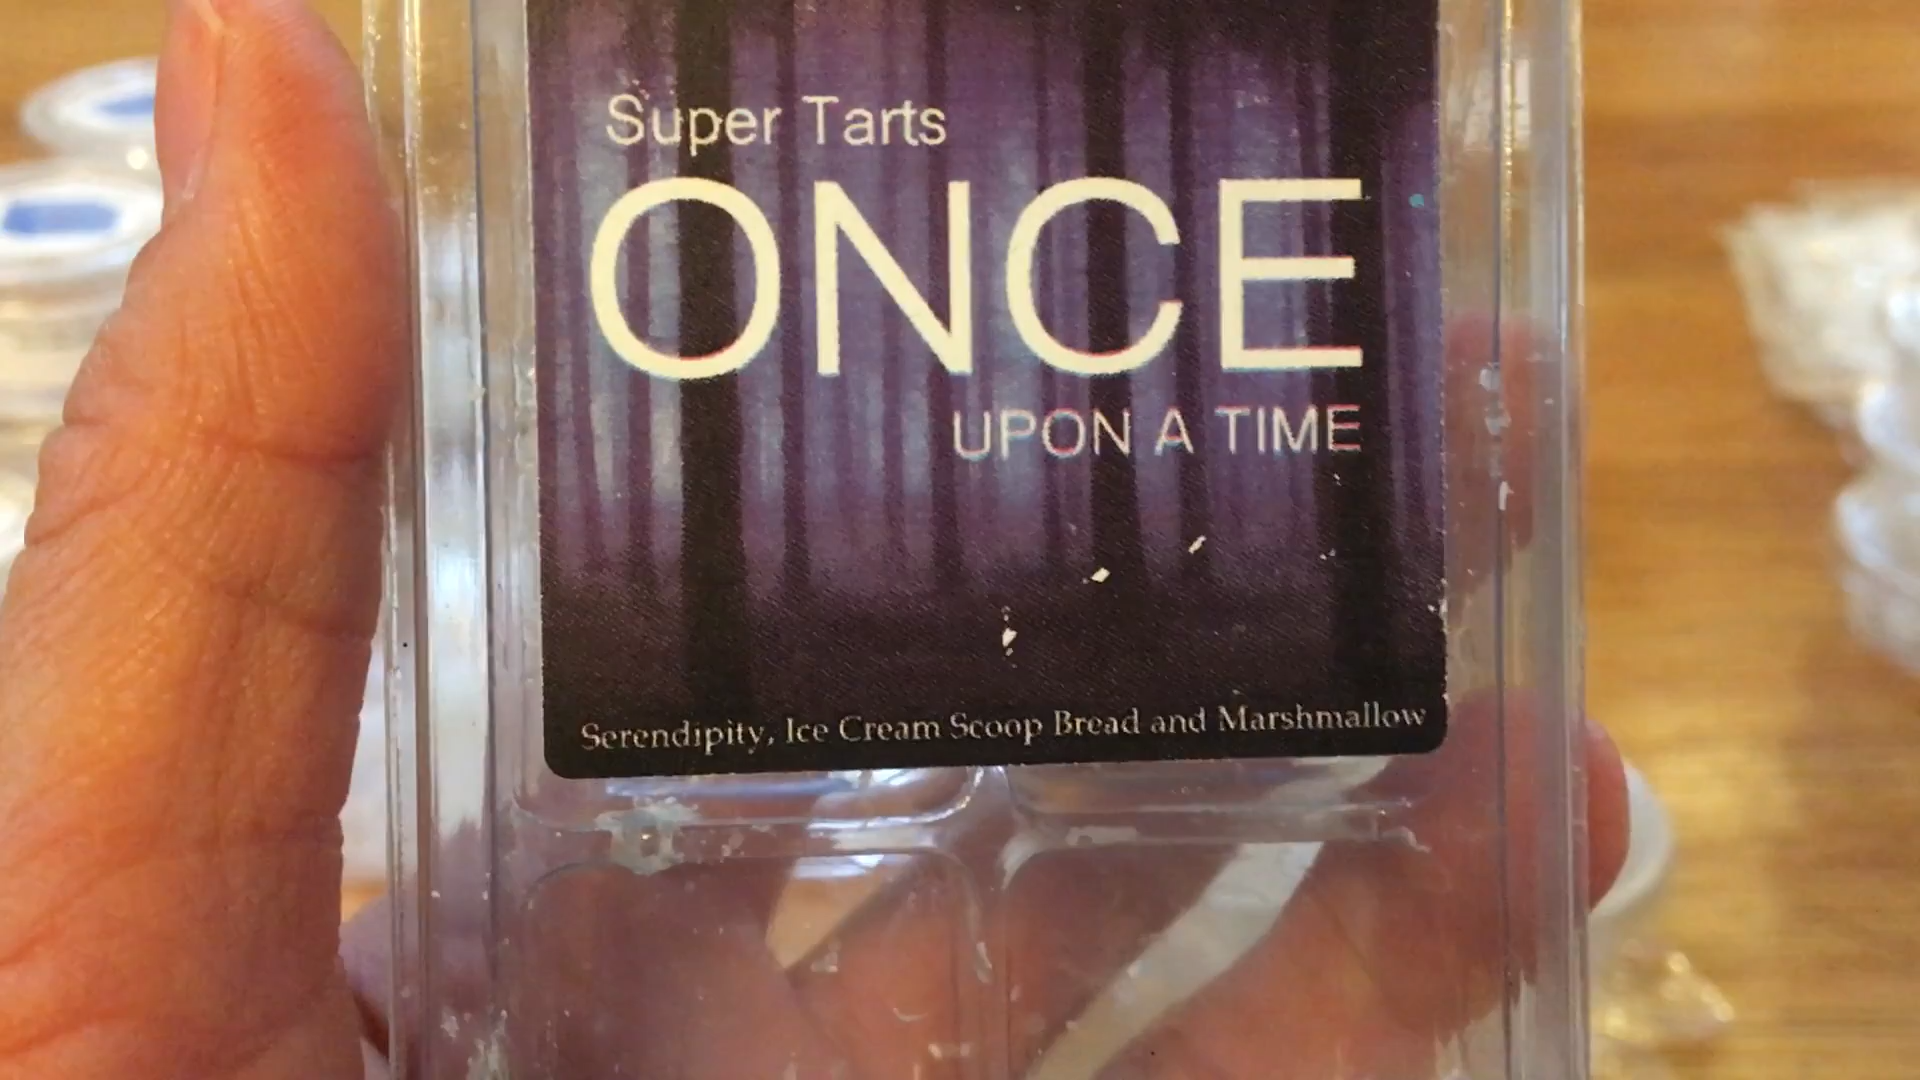 Super Tarts
ONCE
UPON A TIME
Serendipity, Ice Cream Scoop Bread and Marshmallow